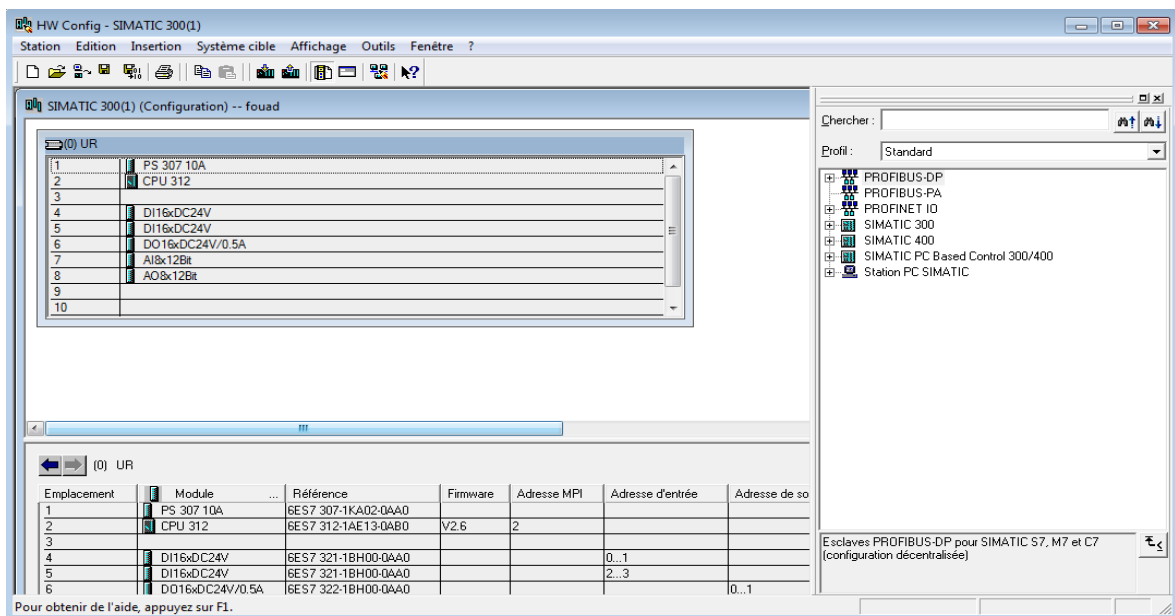 HW Config - SIMATIC 300(1)
Station Edition Insertion Système cible Affichage Outils Fenêtre ?
SIMATIC 300(1) (Configuration) -- fouad
(0) UR
1 PS 307 10A
2 CPU 312
3
4 DI16xDC24V
5 DI16xDC24V
6 DO16xDC24V/0.5A
7 AI8x12Bit
8 AO8x12Bit
9
10
(0) UR
Emplacement Module ... Référence Firmware Adresse MPI Adresse d'entrée Adresse de so
1 PS 307 10A 6ES7 307-1KA02-0AA0
2 CPU 312 6ES7 312-1AE13-0AB0 V2.6 2
3
4 DI16xDC24V 6ES7 321-1BH00-0AA0 0...1
5 DI16xDC24V 6ES7 321-1BH00-0AA0 2...3
6 DO16xDC24V/0.5A 6ES7 322-1BH00-0AA0 0...1
Chercher :
Profil : Standard
PROFIBUS-DP
PROFIBUS-PA
PROFINET IO
SIMATIC 300
SIMATIC 400
SIMATIC PC Based Control 300/400
Station PC SIMATIC
Esclaves PROFIBUS-DP pour SIMATIC S7, M7 et C7
(configuration décentralisée)
Pour obtenir de l'aide, appuyez sur F1.